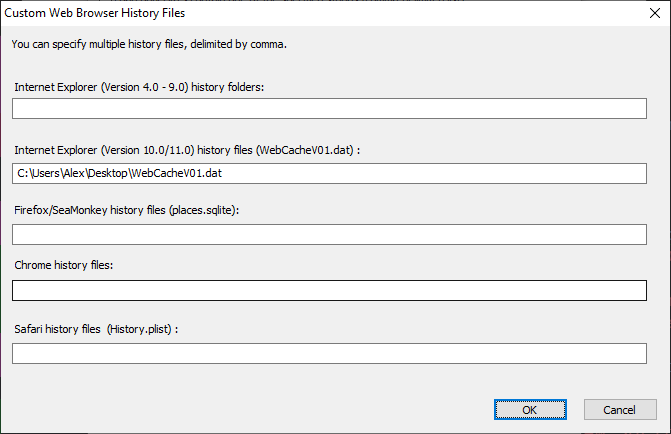 Custom Web Browser History Files
You can specify multiple history files, delimited by comma.
Internet Explorer (Version 4.0 - 9.0) history folders:
Internet Explorer (Version 10.0/11.0) history files (WebCacheV01.dat) :
C:\Users\Alex\Desktop\WebCacheV01.dat
Firefox/SeaMonkey history files (places.sqlite):
Chrome history files:
Safari history files  (History.plist) :
OK
Cancel